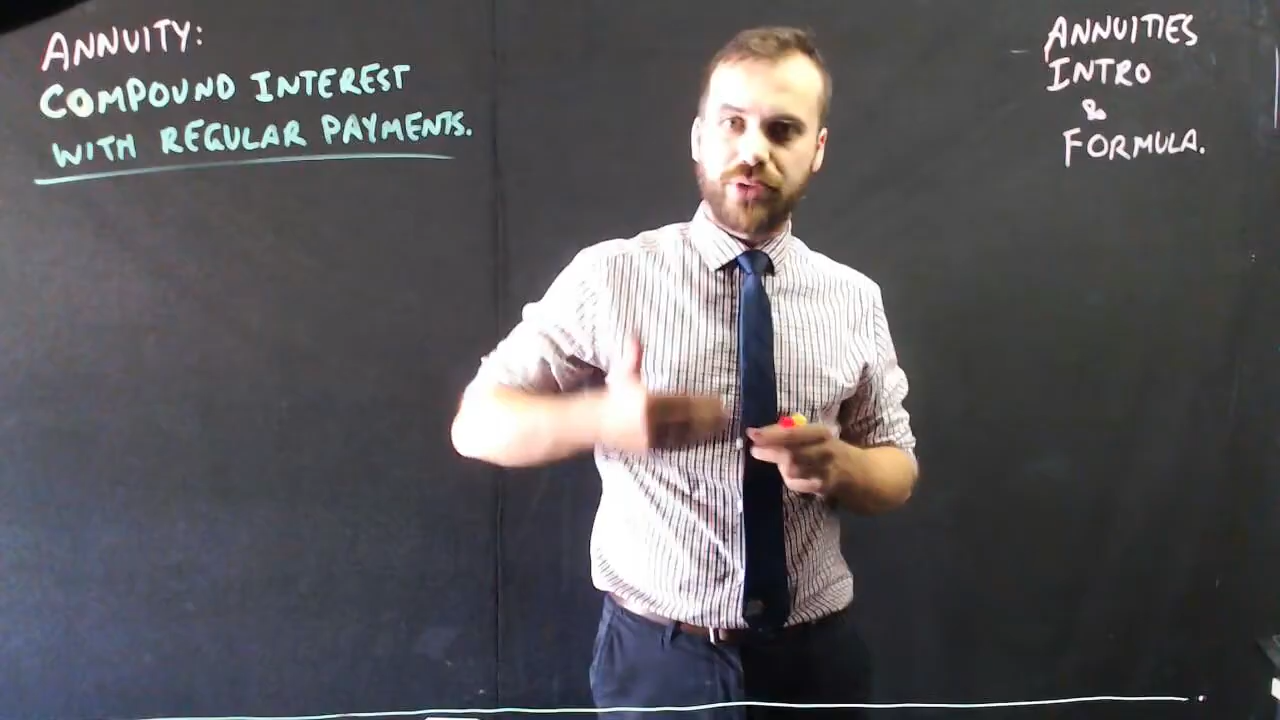 ANNUITY:
COMPOUND INTEREST
WITH REGULAR PAYMENTS.
ANNUITIES
INTRO
&
FORMULA.